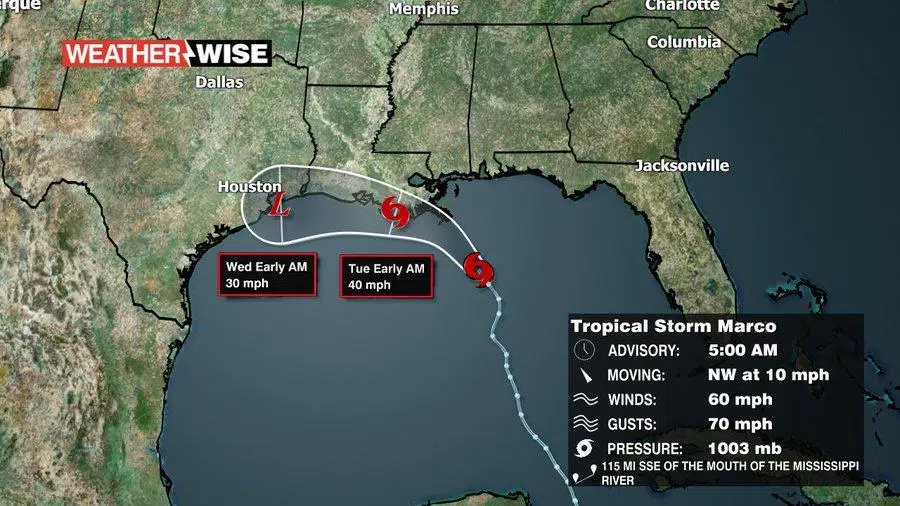 rque
Memphis
Charlotte
WEATHER WISE
Columbia
Dallas
Jacksonville
Houston
L
Wed Early AM
30 mph
Tue Early AM
40 mph
Tropical Storm Marco
ADVISORY: 5:00 AM
MOVING: NW at 10 mph
WINDS: 60 mph
GUSTS: 70 mph
PRESSURE: 1003 mb
115 MI SSE OF THE MOUTH OF THE MISSISSIPPI
RIVER